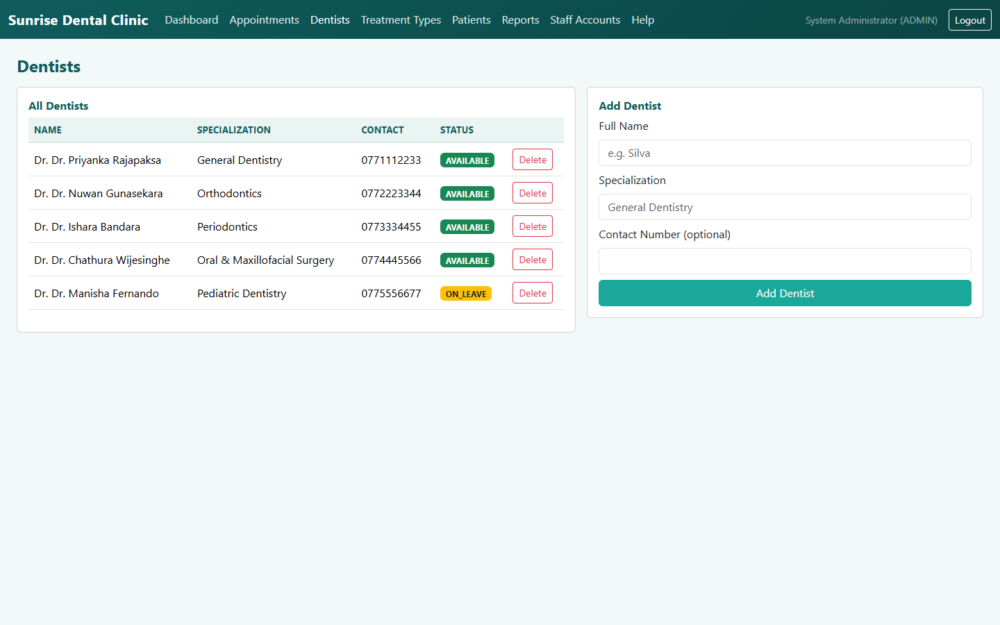 Sunrise Dental Clinic Dashboard Appointments Dentists Treatment Types Patients Reports Staff Accounts Help System Administrator (ADMIN) Logout
Dentists
All Dentists
NAME SPECIALIZATION CONTACT STATUS
Dr. Dr. Priyanka Rajapaksa General Dentistry 0771112233 AVAILABLE Delete
Dr. Dr. Nuwan Gunasekara Orthodontics 0772223344 AVAILABLE Delete
Dr. Dr. Ishara Bandara Periodontics 0773334455 AVAILABLE Delete
Dr. Dr. Chathura Wijesinghe Oral & Maxillofacial Surgery 0774445566 AVAILABLE Delete
Dr. Dr. Manisha Fernando Pediatric Dentistry 0775556677 ON_LEAVE Delete
Add Dentist
Full Name
e.g. Silva
Specialization
General Dentistry
Contact Number (optional)
Add Dentist